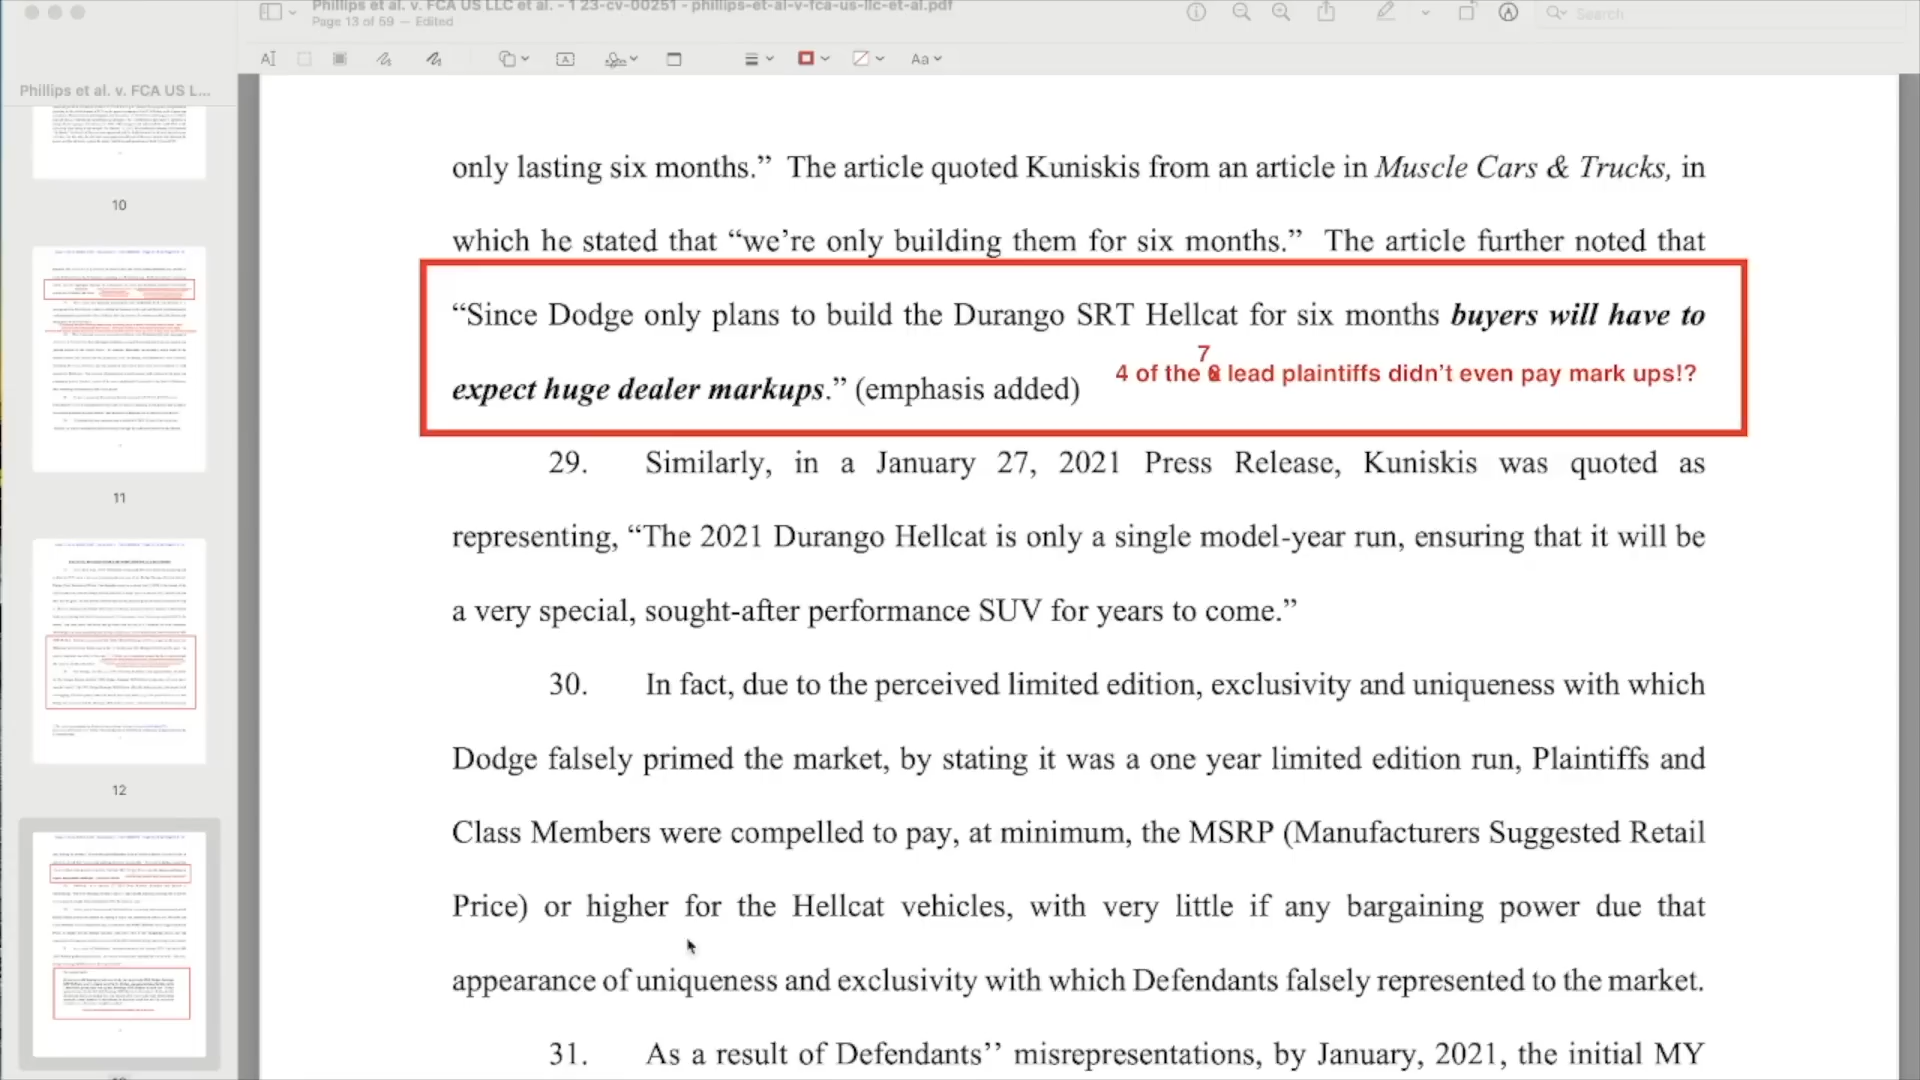 Phillips et al. v. FCA US LLC et al. - 1 23-cv-00251 - phillips-et-al-v-fca-us-llc-et-al.pdf
Page 13 of 59 — Edited
Search
Aa
Phillips et al. v. FCA US L...
10
11
12
only lasting six months.” The article quoted Kuniskis from an article in Muscle Cars & Trucks, in
which he stated that “we’re only building them for six months.” The article further noted that
“Since Dodge only plans to build the Durango SRT Hellcat for six months buyers will have to
expect huge dealer markups.” (emphasis added)
7
4 of the lead plaintiffs didn’t even pay mark ups!?
29. Similarly, in a January 27, 2021 Press Release, Kuniskis was quoted as
representing, “The 2021 Durango Hellcat is only a single model-year run, ensuring that it will be
a very special, sought-after performance SUV for years to come.”
30. In fact, due to the perceived limited edition, exclusivity and uniqueness with which
Dodge falsely primed the market, by stating it was a one year limited edition run, Plaintiffs and
Class Members were compelled to pay, at minimum, the MSRP (Manufacturers Suggested Retail
Price) or higher for the Hellcat vehicles, with very little if any bargaining power due that
appearance of uniqueness and exclusivity with which Defendants falsely represented to the market.
31. As a result of Defendants’’ misrepresentations, by January, 2021, the initial MY